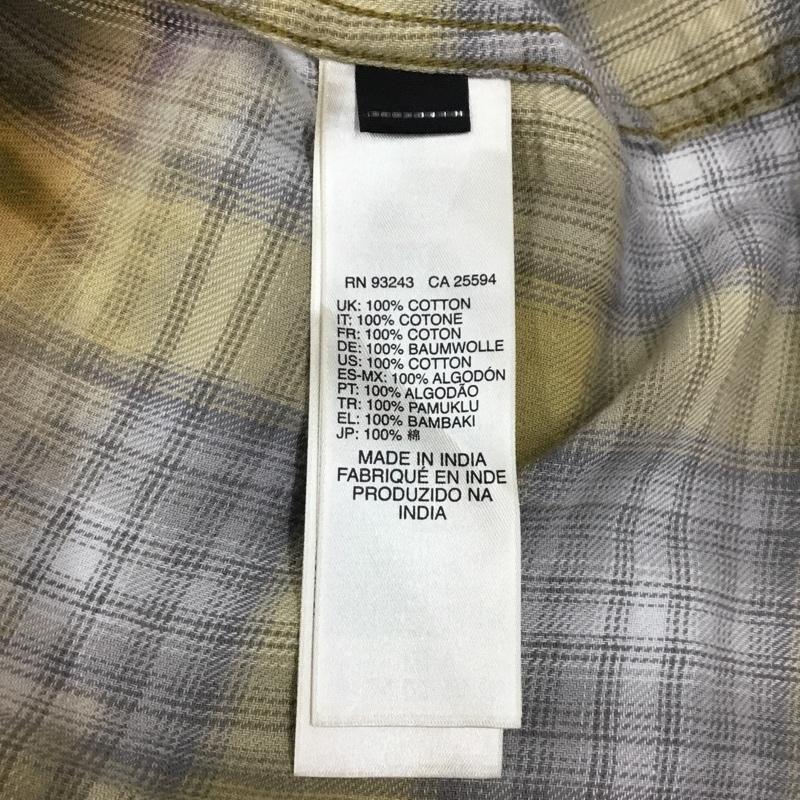 RN 93243 CA 25594
UK: 100% COTTON
IT: 100% COTONE
FR: 100% COTON
DE: 100% BAUMWOLLE
US: 100% COTTON
ES-MX: 100% ALGODÓN
PT: 100% ALGODÃO
TR: 100% PAMUKLU
EL: 100% BAMBAKI
JP: 100% 綿
MADE IN INDIA
FABRIQUÉ EN INDE
PRODUZIDO NA
INDIA